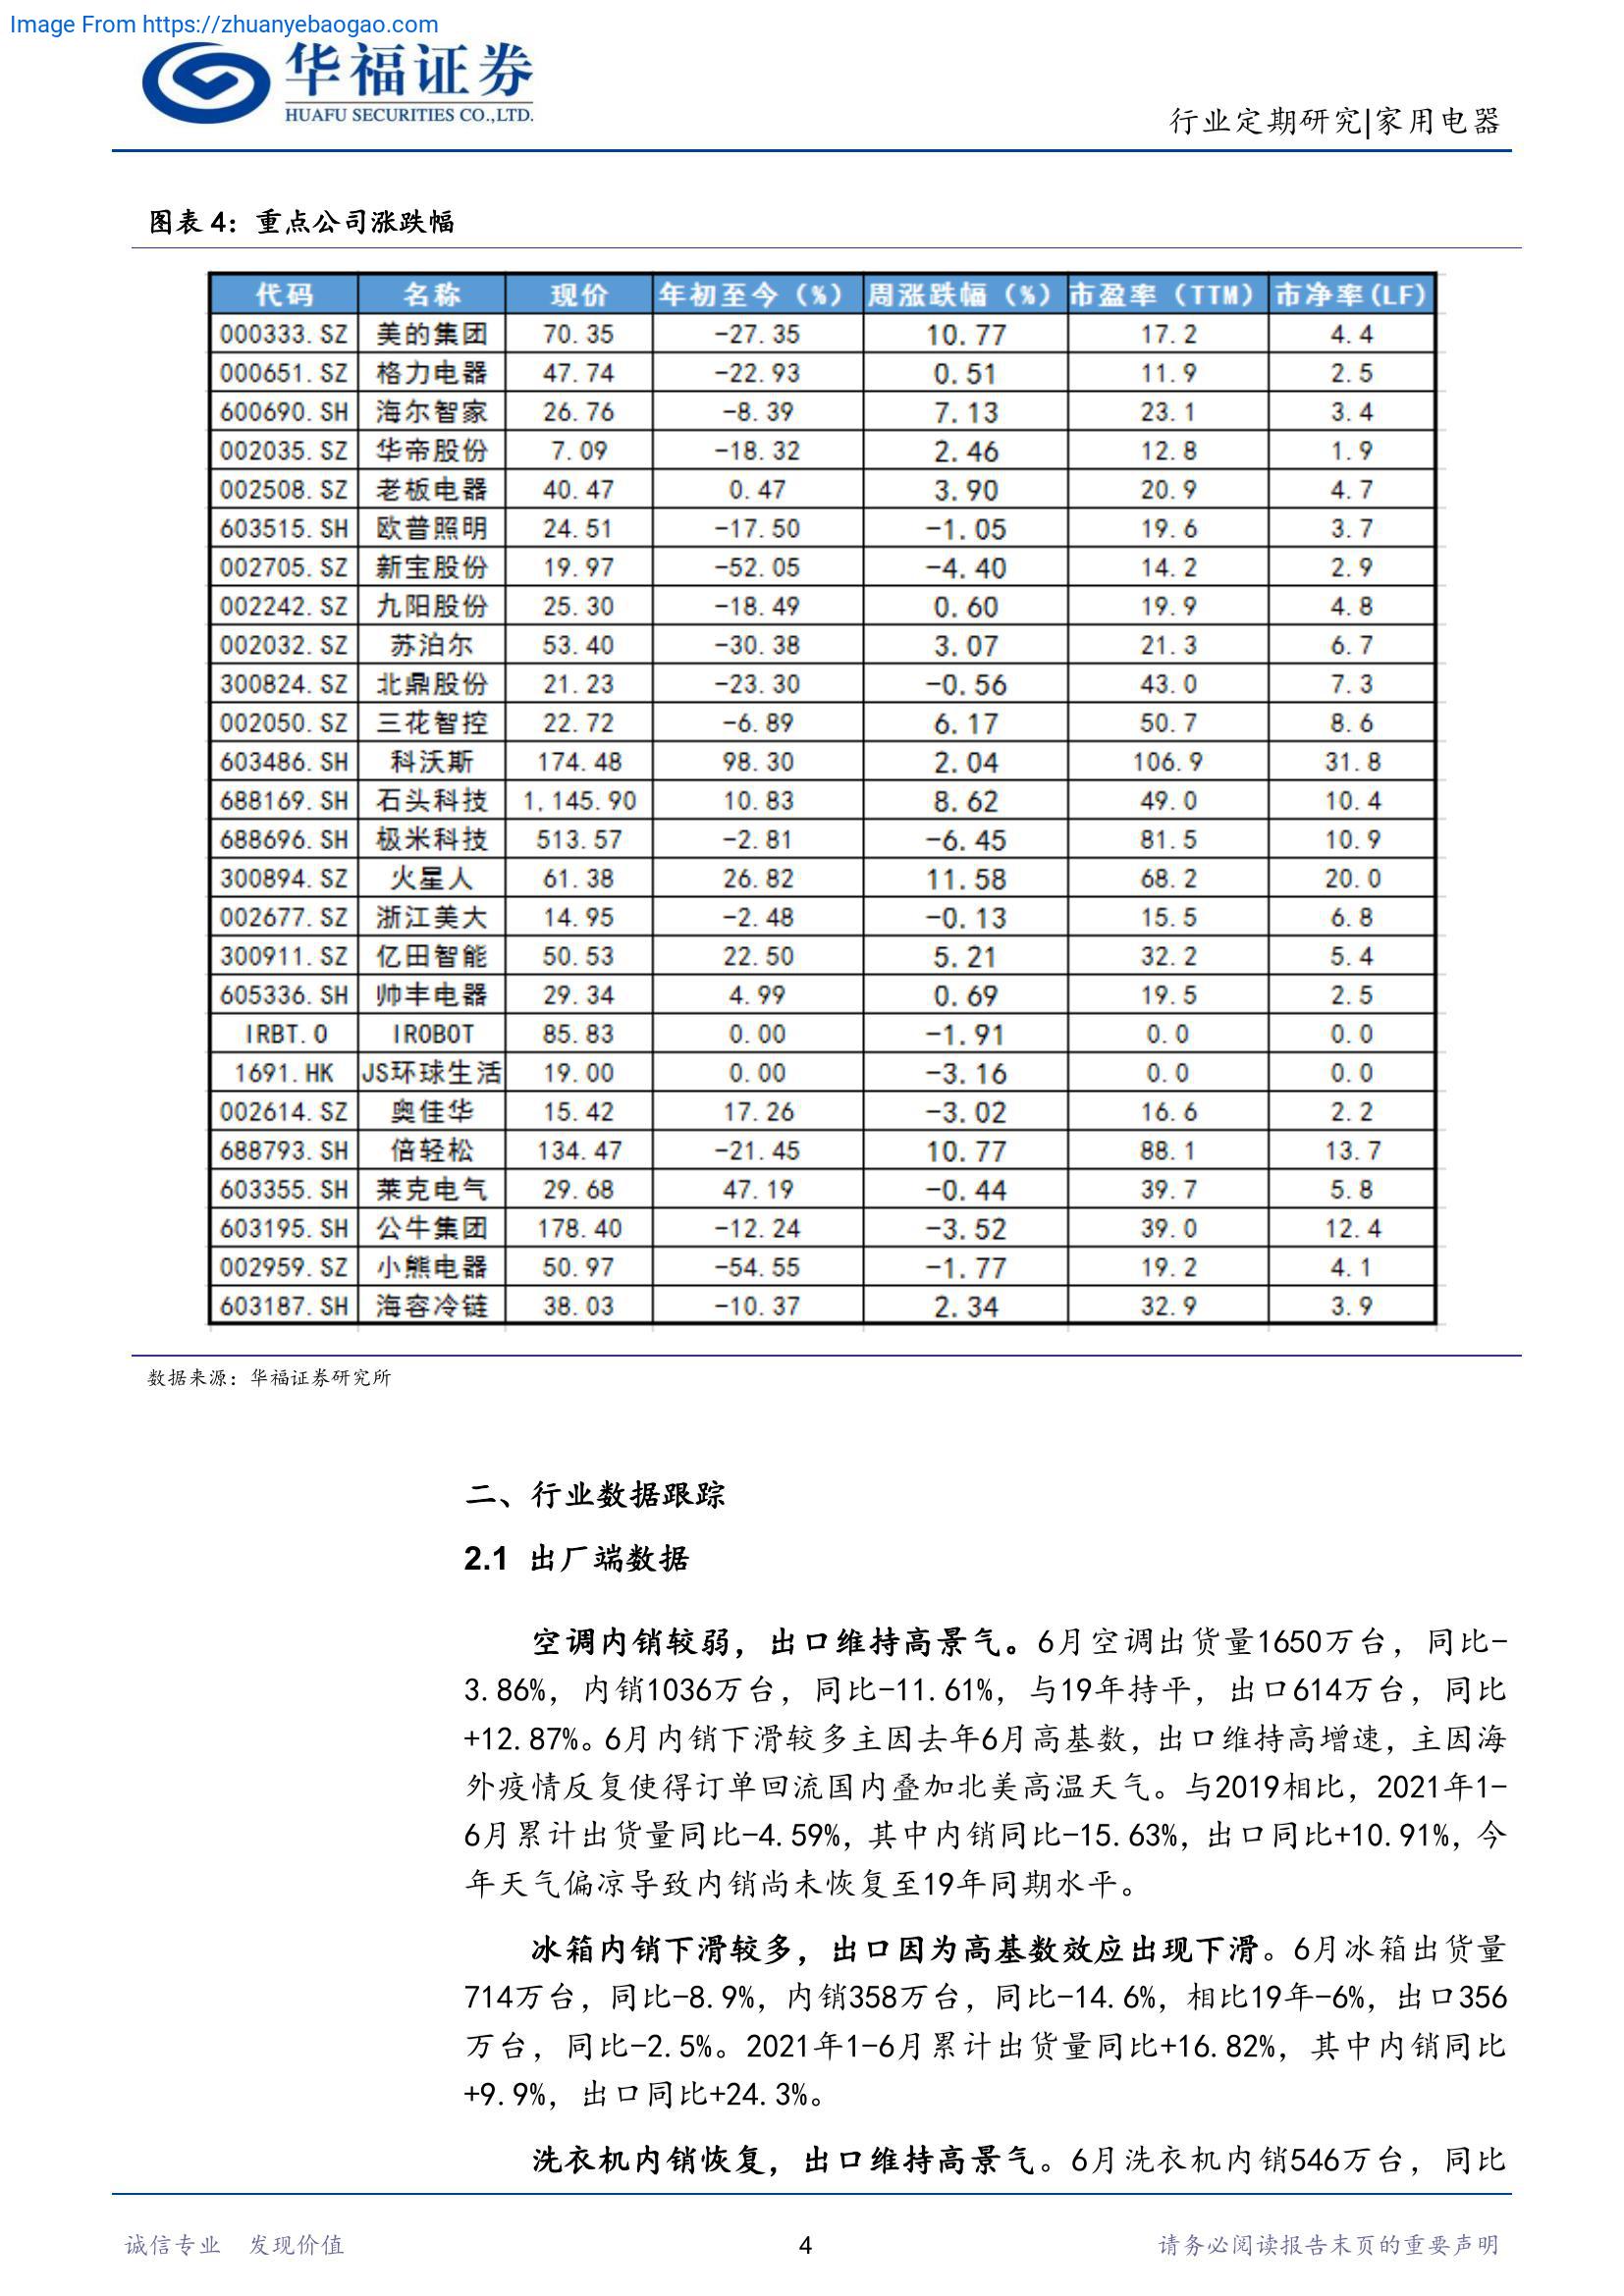 Image From https://zhuanyebaogao.com
华福证券
HUAFU SECURITIES CO.,LTD.
行业定期研究|家用电器
图表 4：重点公司涨跌幅
代码 名称 现价 年初至今（%） 周涨跌幅（%） 市盈率（TTM） 市净率(LF)
000333.SZ 美的集团 70.35 -27.35 10.77 17.2 4.4
000651.SZ 格力电器 47.74 -22.93 0.51 11.9 2.5
600690.SH 海尔智家 26.76 -8.39 7.13 23.1 3.4
002035.SZ 华帝股份 7.09 -18.32 2.46 12.8 1.9
002508.SZ 老板电器 40.47 0.47 3.90 20.9 4.7
603515.SH 欧普照明 24.51 -17.50 -1.05 19.6 3.7
002705.SZ 新宝股份 19.97 -52.05 -4.40 14.2 2.9
002242.SZ 九阳股份 25.30 -18.49 0.60 19.9 4.8
002032.SZ 苏泊尔 53.40 -30.38 3.07 21.3 6.7
300824.SZ 北鼎股份 21.23 -23.30 -0.56 43.0 7.3
002050.SZ 三花智控 22.72 -6.89 6.17 50.7 8.6
603486.SH 科沃斯 174.48 98.30 2.04 106.9 31.8
688169.SH 石头科技 1,145.90 10.83 8.62 49.0 10.4
688696.SH 极米科技 513.57 -2.81 -6.45 81.5 10.9
300894.SZ 火星人 61.38 26.82 11.58 68.2 20.0
002677.SZ 浙江美大 14.95 -2.48 -0.13 15.5 6.8
300911.SZ 亿田智能 50.53 22.50 5.21 32.2 5.4
605336.SH 帅丰电器 29.34 4.99 0.69 19.5 2.5
IRBT.O IROBOT 85.83 0.00 -1.91 0.0 0.0
1691.HK JS环球生活 19.00 0.00 -3.16 0.0 0.0
002614.SZ 奥佳华 15.42 17.26 -3.02 16.6 2.2
688793.SH 倍轻松 134.47 -21.45 10.77 88.1 13.7
603355.SH 莱克电气 29.68 47.19 -0.44 39.7 5.8
603195.SH 公牛集团 178.40 -12.24 -3.52 39.0 12.4
002959.SZ 小熊电器 50.97 -54.55 -1.77 19.2 4.1
603187.SH 海容冷链 38.03 -10.37 2.34 32.9 3.9
数据来源：华福证券研究所
二、行业数据跟踪
2.1 出厂端数据
空调内销较弱，出口维持高景气。6月空调出货量1650万台，同比-
3.86%，内销1036万台，同比-11.61%，与19年持平，出口614万台，同比
+12.87%。6月内销下滑较多主因去年6月高基数，出口维持高增速，主因海
外疫情反复使得订单回流国内叠加北美高温天气。与2019相比，2021年1-
6月累计出货量同比-4.59%，其中内销同比-15.63%，出口同比+10.91%，今
年天气偏凉导致内销尚未恢复至19年同期水平。
冰箱内销下滑较多，出口因为高基数效应出现下滑。6月冰箱出货量
714万台，同比-8.9%，内销358万台，同比-14.6%，相比19年-6%，出口356
万台，同比-2.5%。2021年1-6月累计出货量同比+16.82%，其中内销同比
+9.9%，出口同比+24.3%。
洗衣机内销恢复，出口维持高景气。6月洗衣机内销546万台，同比
诚信专业 发现价值 4 请务必阅读报告末页的重要声明